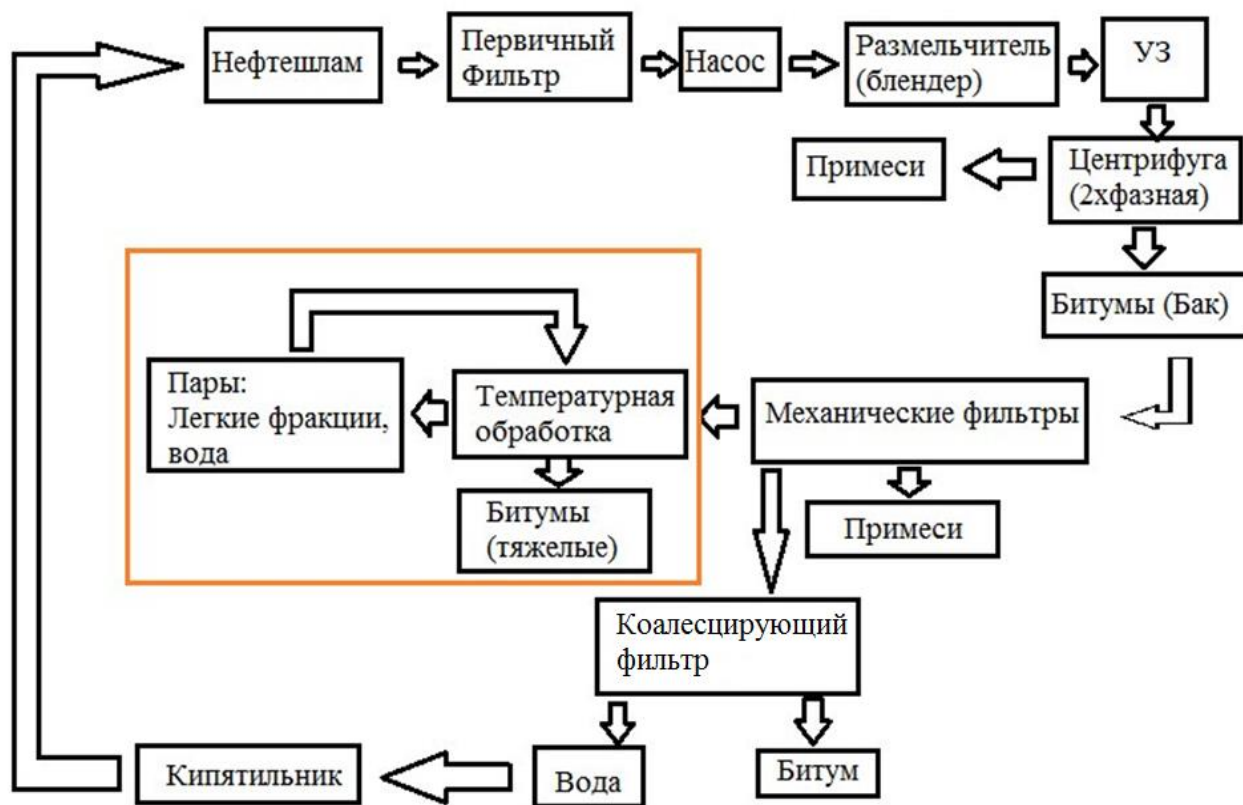 Нефтешлам
Первичный
Фильтр
Насос
Размельчитель
(блендер)
УЗ
Примеси
Центрифуга
(2хфазная)
Битумы (Бак)
Пары:
Легкие фракции,
вода
Температурная
обработка
Механические фильтры
Битумы
(тяжелые)
Примеси
Коалесцирующий
фильтр
Кипятильник
Вода
Битум